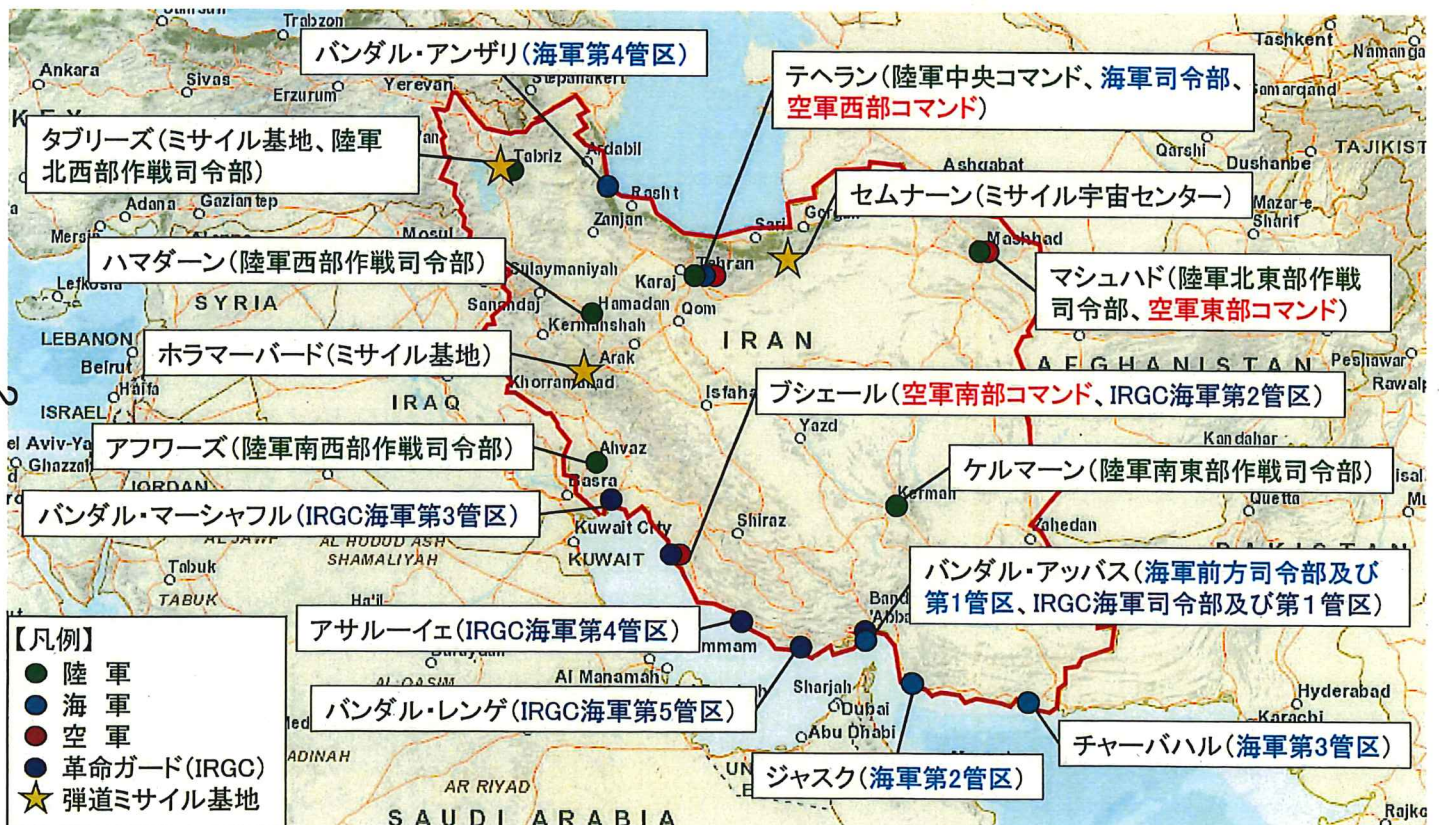 Trabzon
Tashkent
バンダル・アンザリ(海軍第4管区)
Ankara
Sivas
Erzurum
Yerevan
Stepanakert
テヘラン(陸軍中央コマンド、海軍司令部、
空軍西部コマンド)
タブリーズ(ミサイル基地、陸軍
北西部作戦司令部)
Tabriz
Ardabil
Ashgabat
Qarshi
Dushanbe
Adana
Gaziantep
Rasht
Zanjan
Sari
セムナーン(ミサイル宇宙センター)
Mazar-e
Sharif
Mosul
Mashhad
ハマダーン(陸軍西部作戦司令部)
Sulaymaniyah
Karaj
Tehran
マシュハド(陸軍北東部作戦
司令部、空軍東部コマンド)
SYRIA
Sanandaj
Hamadan
Qom
Kermanshah
IRAN
LEBANON
Beirut
ホラマーバード(ミサイル基地)
Arak
AFGHANISTAN
Peshawar
Haifa
Khorramabad
ISRAEL
IRAQ
ブシェール(空軍南部コマンド、IRGC海軍第2管区)
Yazd
アフワーズ(陸軍南西部作戦司令部)
Ahvaz
Kandahar
Ghazzah
ケルマーン(陸軍南東部作戦司令部)
JORDAN
Basra
Kerman
Quetta
バンダル・マーシャフル(IRGC海軍第3管区)
Shiraz
Zahedan
AL JAWF
AL HUDUD ASH
SHAMALIYAH
Kuwait City
KUWAIT
PAKISTAN
Tabuk
TABUK
Ha'il
バンダル・アッバス(海軍前方司令部及び
第1管区、IRGC海軍司令部及び第1管区)
アサルーイェ(IRGC海軍第4管区)
【凡例】
陸 軍
海 軍
空 軍
革命ガード(IRGC)
弾道ミサイル基地
AL QASIM
Al Manamah
Sharjah
Dubai
Abu Dhabi
Hyderabad
Karachi
バンダル・レンゲ(IRGC海軍第5管区)
チャーバハル(海軍第3管区)
ジャスク(海軍第2管区)
AR RIYAD
SAUDI ARABIA
2